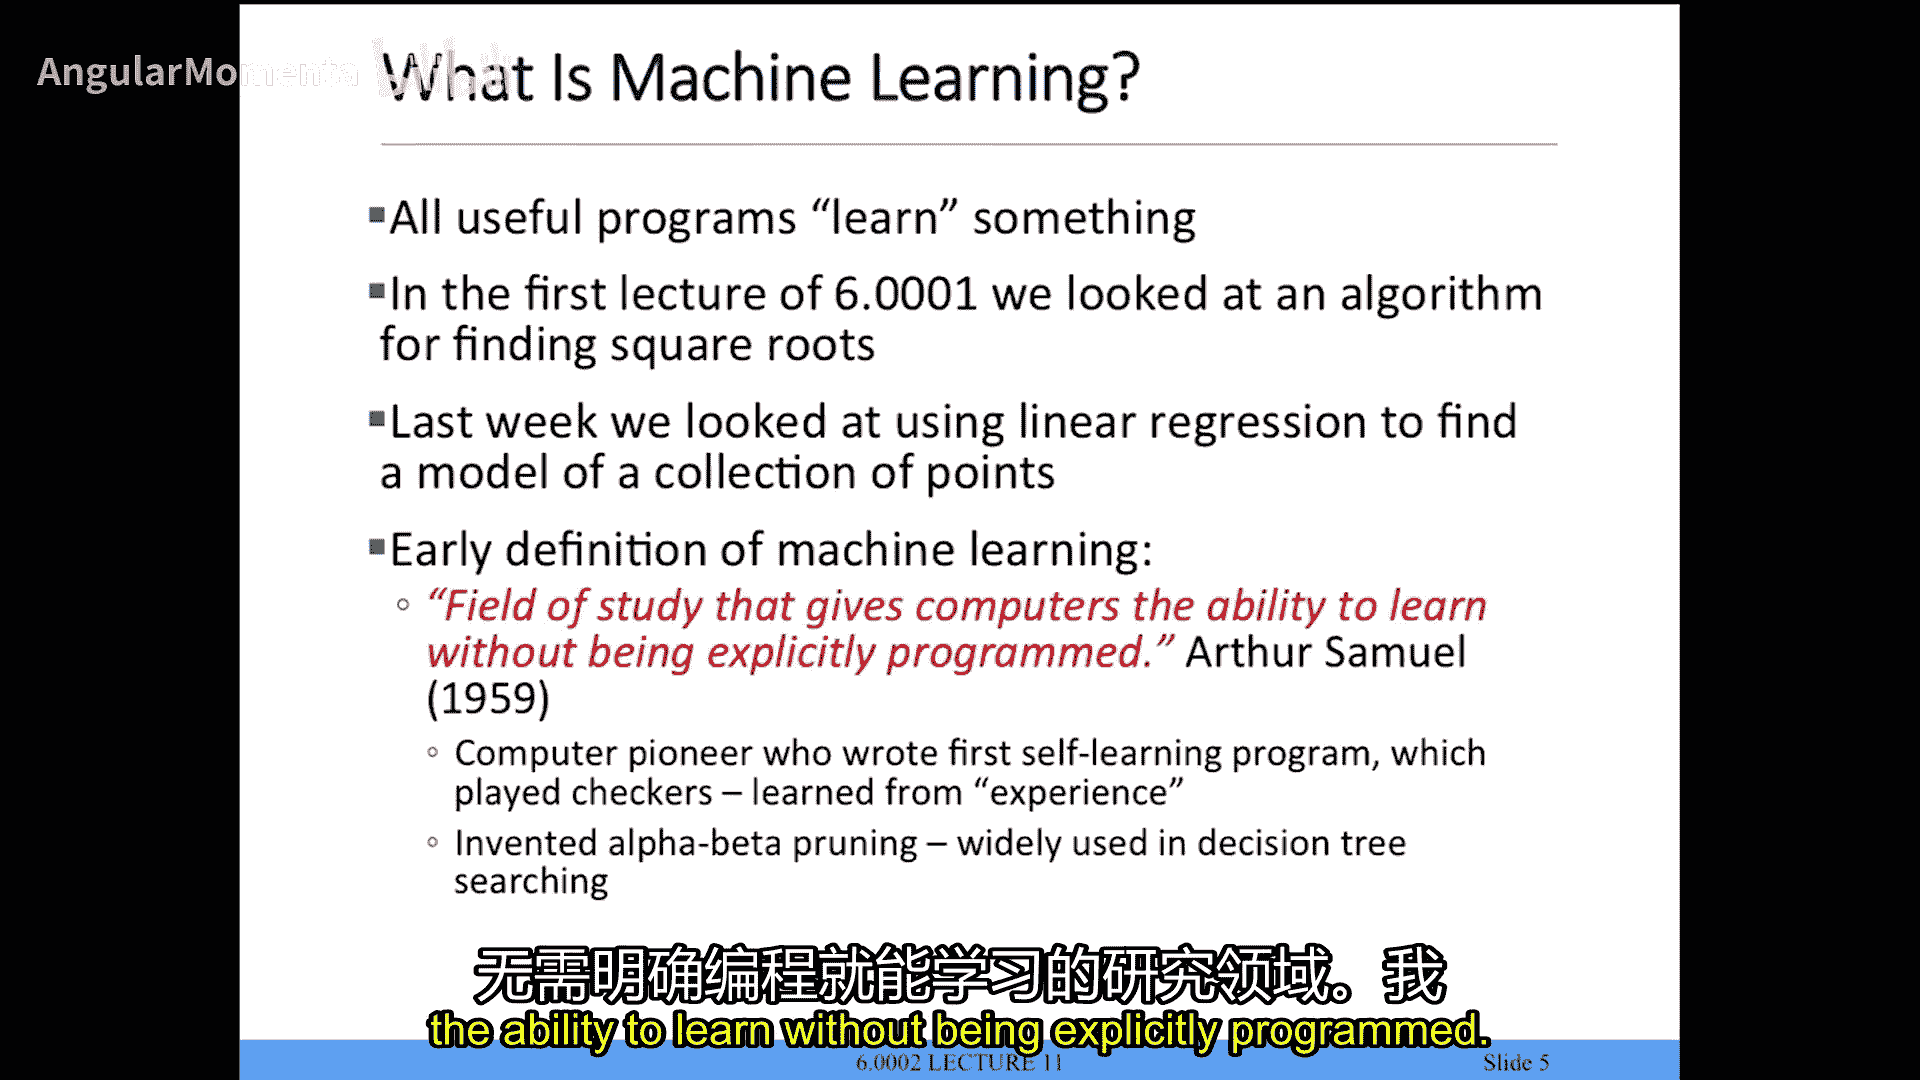 AngularMomenta
What Is Machine Learning?
▪All useful programs “learn” something
▪In the first lecture of 6.0001 we looked at an algorithm
for finding square roots
▪Last week we looked at using linear regression to find
a model of a collection of points
▪Early definition of machine learning:
◦ “Field of study that gives computers the ability to learn
without being explicitly programmed.” Arthur Samuel
(1959)
◦ Computer pioneer who wrote first self-learning program, which
played checkers – learned from “experience”
◦ Invented alpha-beta pruning – widely used in decision tree
searching
无需明确编程就能学习的研究领域。我
the ability to learn without being explicitly programmed.
6.0002 LECTURE 11
Slide 5